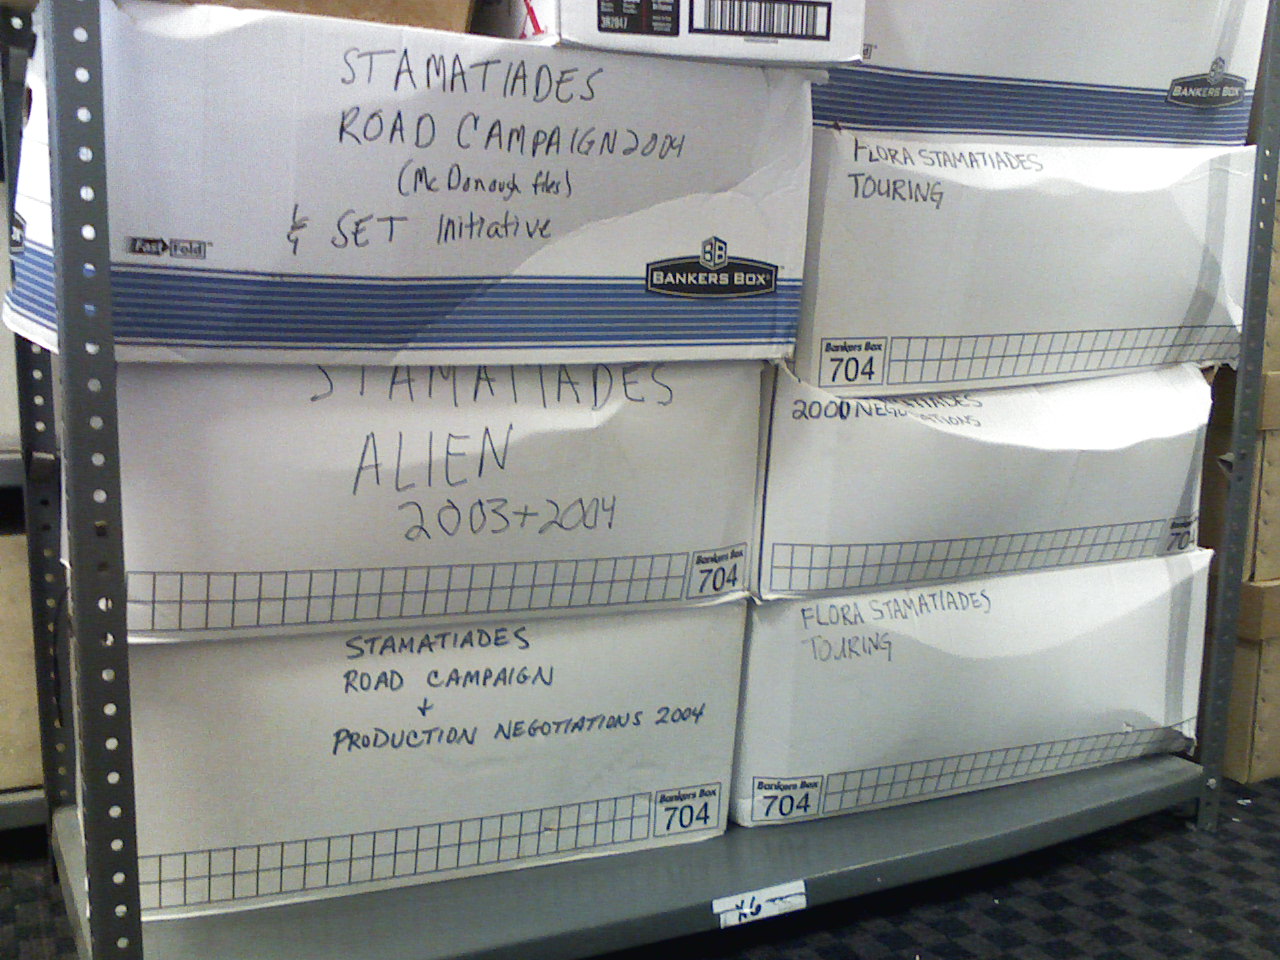 3A2047
STAMATIADES
ROAD CAMPAIGN 2004
(McDonough files)
& SET Initiative
Fast Fold
BANKERS BOX
BANKERS BOX
FLORA STAMATIADES
TOURING
Bankers Box
704
STAMATIADES
ALIEN
2003 + 2004
Bankers Box
704
2000 NEGOTIATIONS
70
STAMATIADES
ROAD CAMPAIGN
+
PRODUCTION NEGOTIATIONS 2004
Bankers Box
704
FLORA STAMATIADES
TOURING
Bankers Box
704